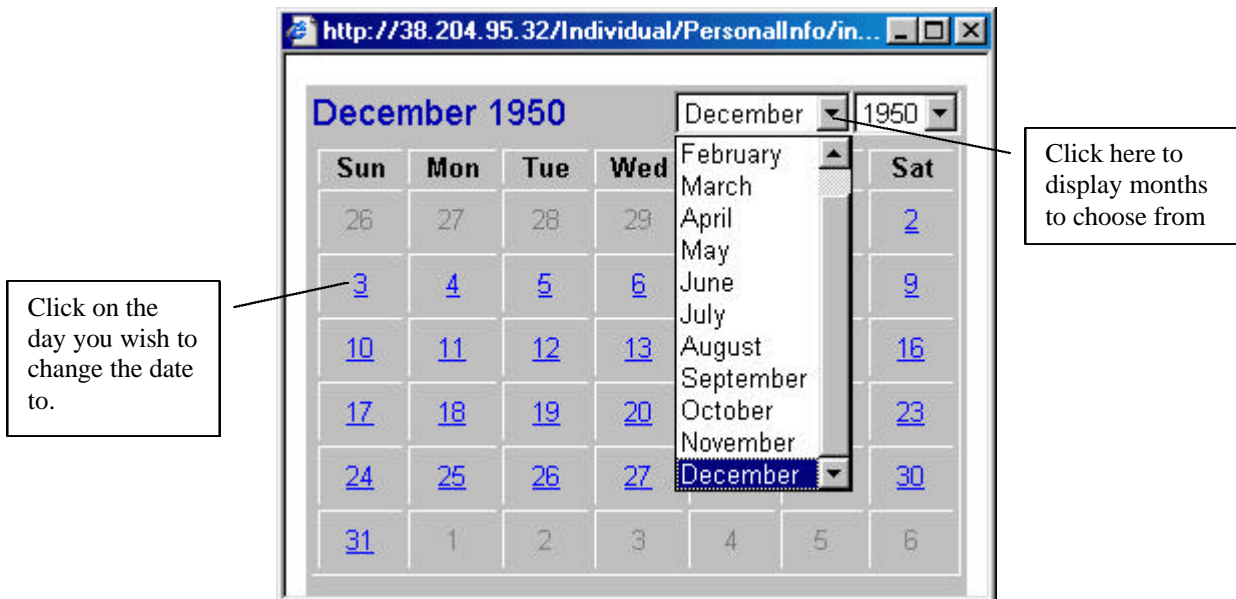 http://38.204.95.32/Individual/PersonalInfo/in...
December 1950
December
1950
Sun Mon Tue Wed Sat
26 27 28 29 2
3 4 5 6 9
10 11 12 13 16
17 18 19 20 23
24 25 26 27 30
31 1 2 3 4 5 6
February
March
April
May
June
July
August
September
October
November
December
Click here to
display months
to choose from
Click on the
day you wish to
change the date
to.